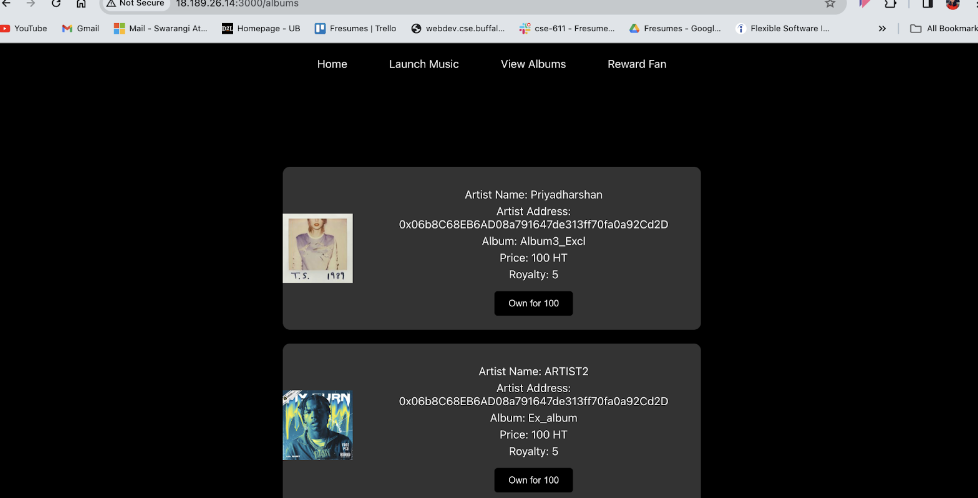 Not Secure 18.189.26.14:3000/albums
YouTube Gmail Mail - Swarangi At... DZL Homepage - UB Fresumes | Trello webdev.cse.buffal... cse-611 - Fresume... Fresumes - Googl... Flexible Software I... » All Bookmark
Home Launch Music View Albums Reward Fan
Artist Name: Priyadharshan
Artist Address:
0x06b8C68EB6AD08a791647de313ff70fa0a92Cd2D
Album: Album3_Excl
Price: 100 HT
Royalty: 5
T.S. 1989
Own for 100
Artist Name: ARTIST2
Artist Address:
0x06b8C68EB6AD08a791647de313ff70fa0a92Cd2D
Album: Ex_album
Price: 100 HT
Royalty: 5
Own for 100